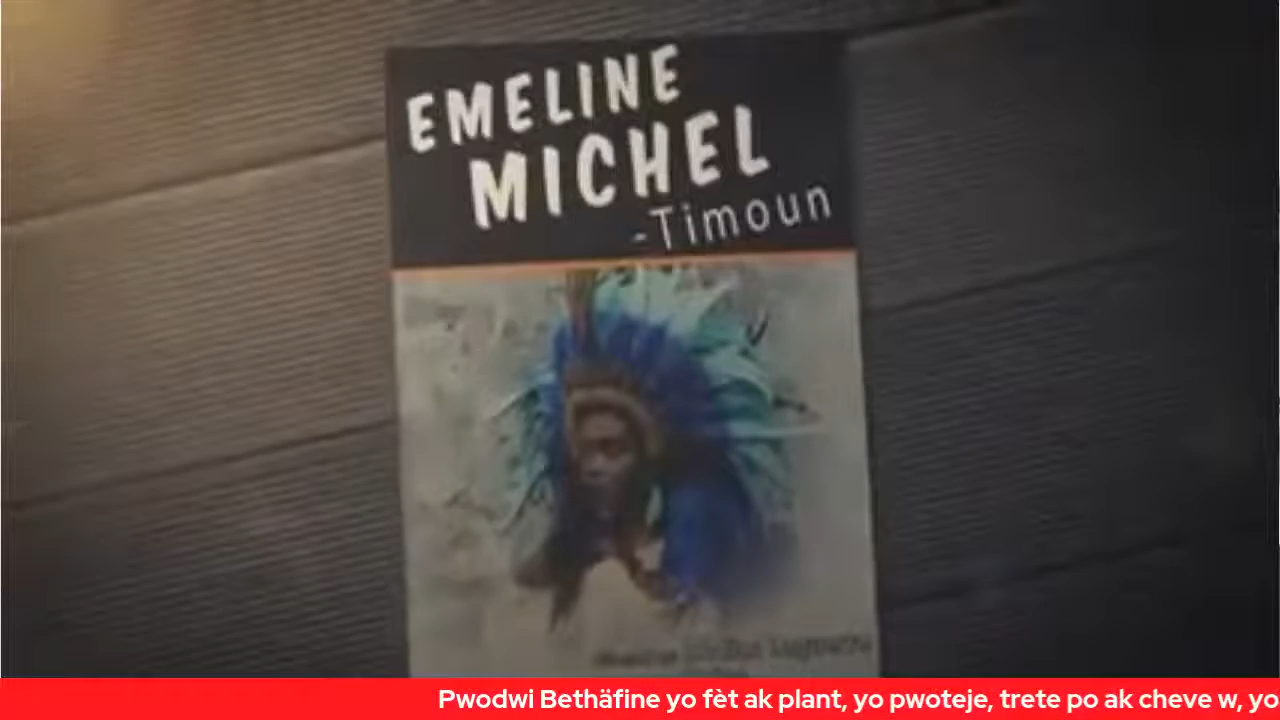 EMELINE
MICHEL
-Timoun
Pwodwi Bethäfine yo fèt ak plant, yo pwoteje, trete po ak cheve w, yo